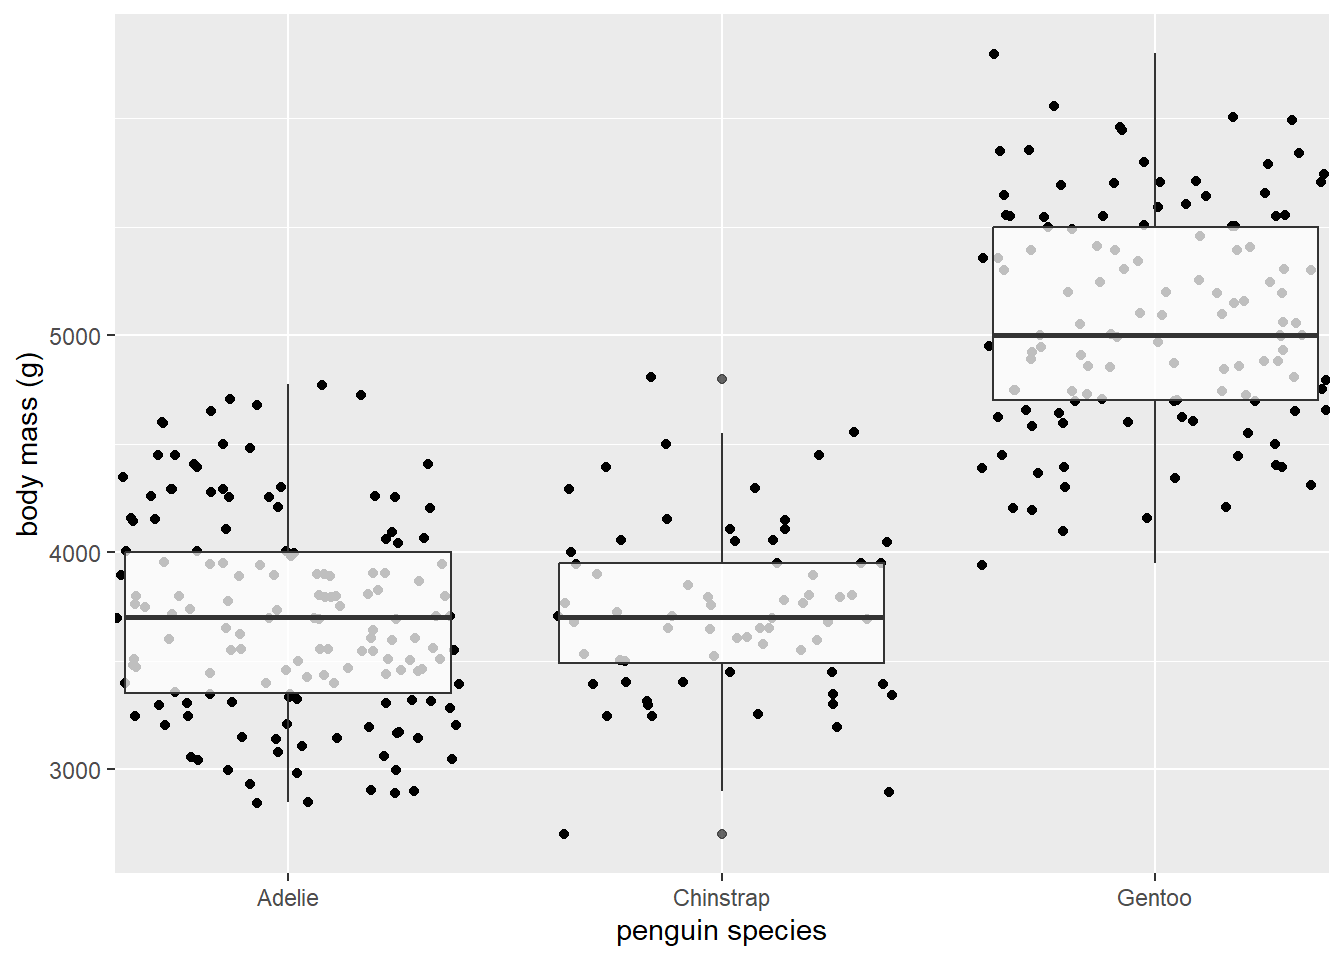 body mass (g)
5000
4000
3000
Adelie
Chinstrap
Gentoo
penguin species